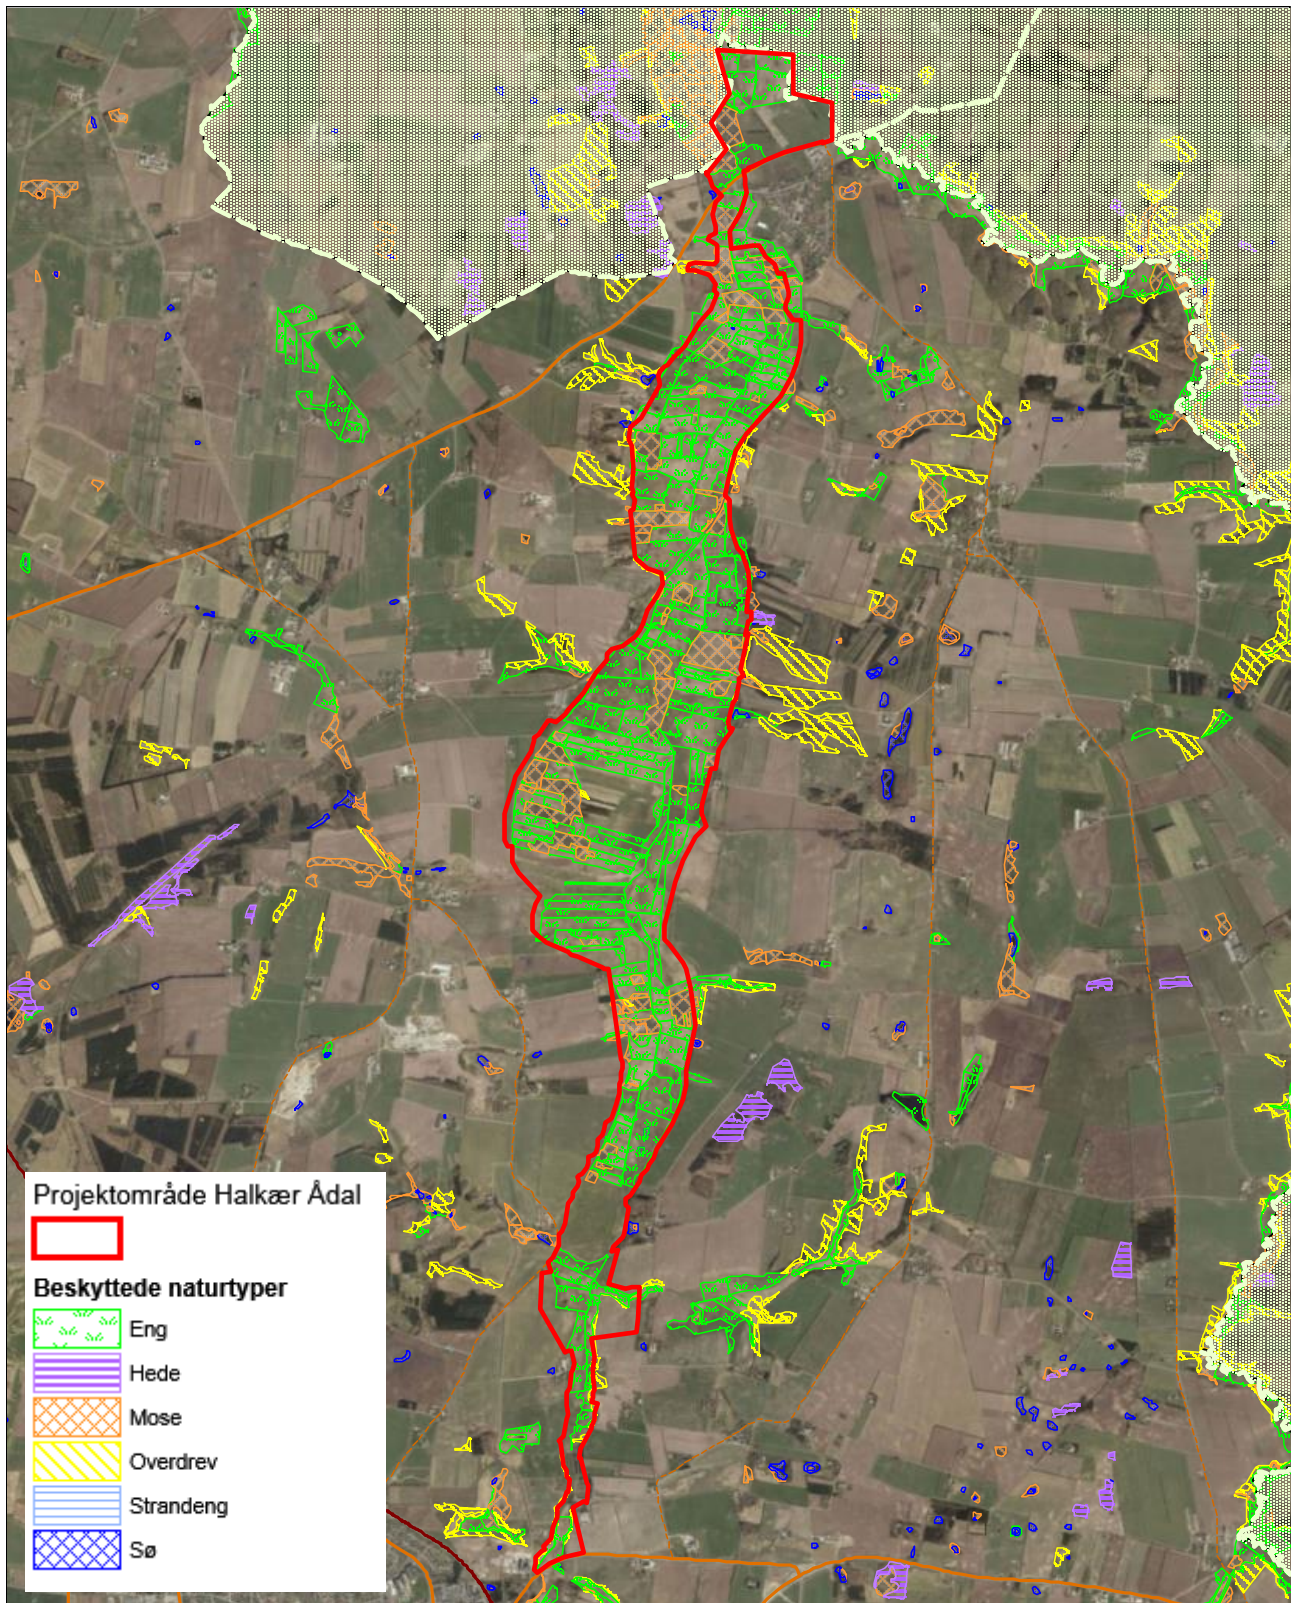 Projektområde Halkær Ådal
Beskyttede naturtyper
Eng
Hede
Mose
Overdrev
Strandeng
Sø